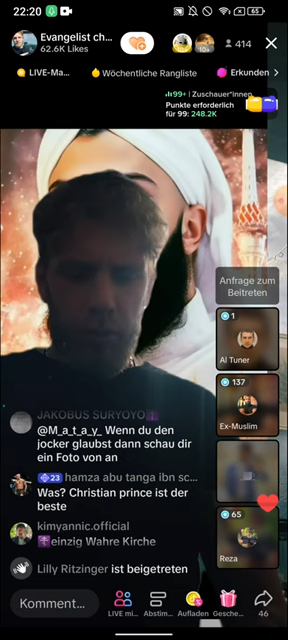 22:20
65
Evangelist ch...
62.6K Likes
10+
414
LIVE-Ma...
Wöchentliche Rangliste
Erkunden >
99+ | Zuschauer*innen
Punkte erforderlich
für 99: 248.2K
Anfrage zum
Beitreten
1
Al Tuner
137
Ex-Muslim
65
Reza
JAKOBUS SURYOYO
@M_a_t_a_y_ Wenn du den
jocker glaubst dann schau dir
ein Foto von an
23 hamza abu tanga ibn sc...
Was? Christian prince ist der
beste
kimyannic.official
einzig Wahre Kirche
Lilly Ritzinger ist beigetreten
Komment...
LIVE mi...
Abstim...
Aufladen
Gesche...
46